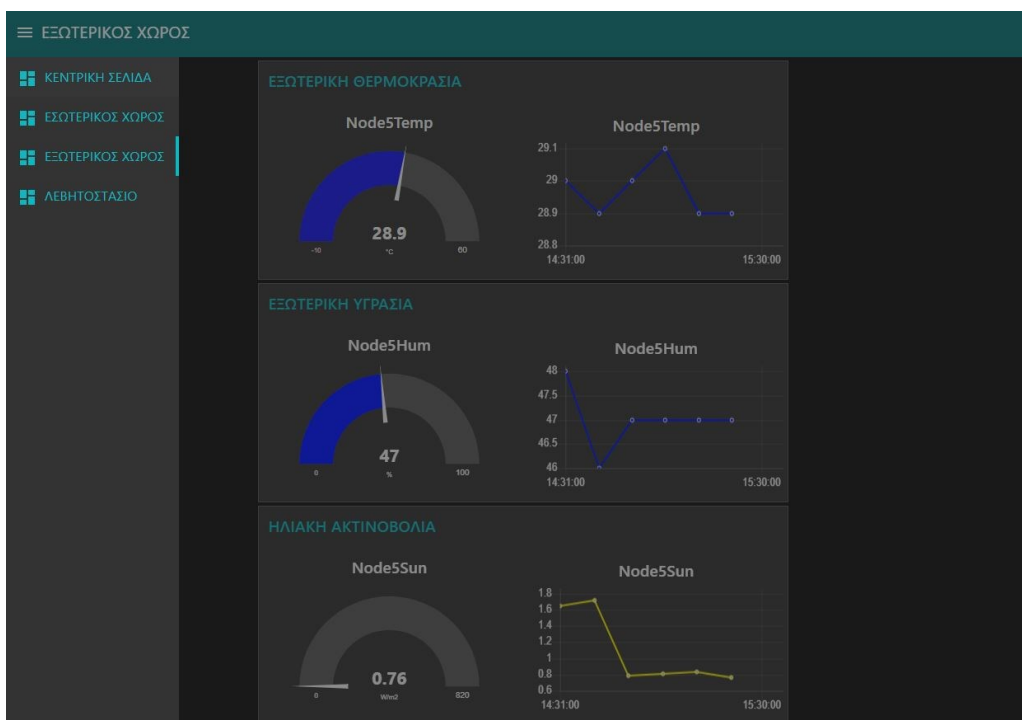 ΕΞΩΤΕΡΙΚΟΣ ΧΩΡΟΣ
ΚΕΝΤΡΙΚΗ ΣΕΛΙΔΑ
ΕΣΩΤΕΡΙΚΟΣ ΧΩΡΟΣ
ΕΞΩΤΕΡΙΚΟΣ ΧΩΡΟΣ
ΛΕΒΗΤΟΣΤΑΣΙΟ
ΕΞΩΤΕΡΙΚΗ ΘΕΡΜΟΚΡΑΣΙΑ
Node5Temp
28.9
°C
-10
60
Node5Temp
29.1
29
28.9
28.8
14:31:00
15:30:00
ΕΞΩΤΕΡΙΚΗ ΥΓΡΑΣΙΑ
Node5Hum
47
%
0
100
Node5Hum
48
47.5
47
46.5
46
14:31:00
15:30:00
ΗΛΙΑΚΗ ΑΚΤΙΝΟΒΟΛΙΑ
Node5Sun
0.76
W/m2
0
820
Node5Sun
1.8
1.6
1.4
1.2
1
0.8
0.6
14:31:00
15:30:00